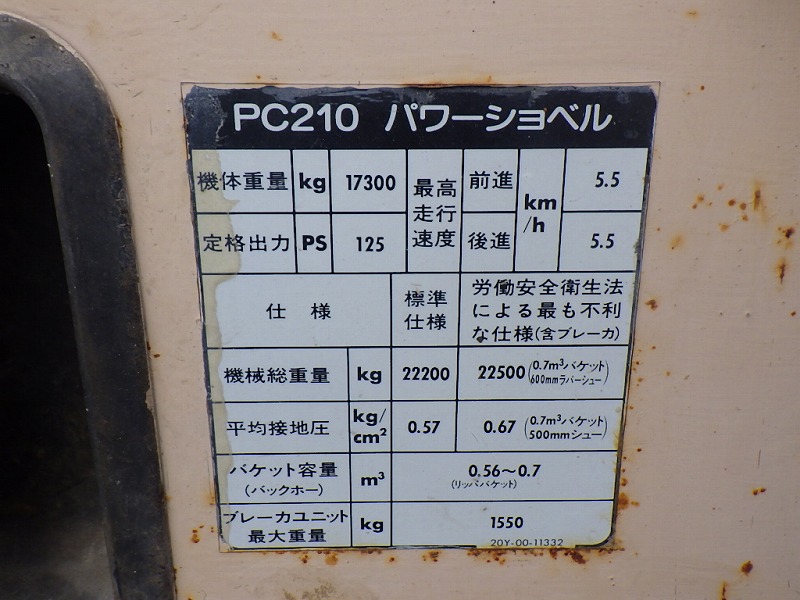 PC210 パワーショベル
機体重量 kg 17300 最高走行速度 前進 km/h 5.5
定格出力 PS 125 後進 5.5
仕様 標準仕様 労働安全衛生法による最も不利な仕様(含ブレーカ)
機械総重量 kg 22200 22500 (0.7m³バケット 600mmラバーシュー)
平均接地圧 kg/cm² 0.57 0.67 (0.7m³バケット 500mmシュー)
バケット容量(バックホー) m³ 0.56〜0.7 (リッパバケット)
ブレーカユニット最大重量 kg 1550
20Y-00-11332